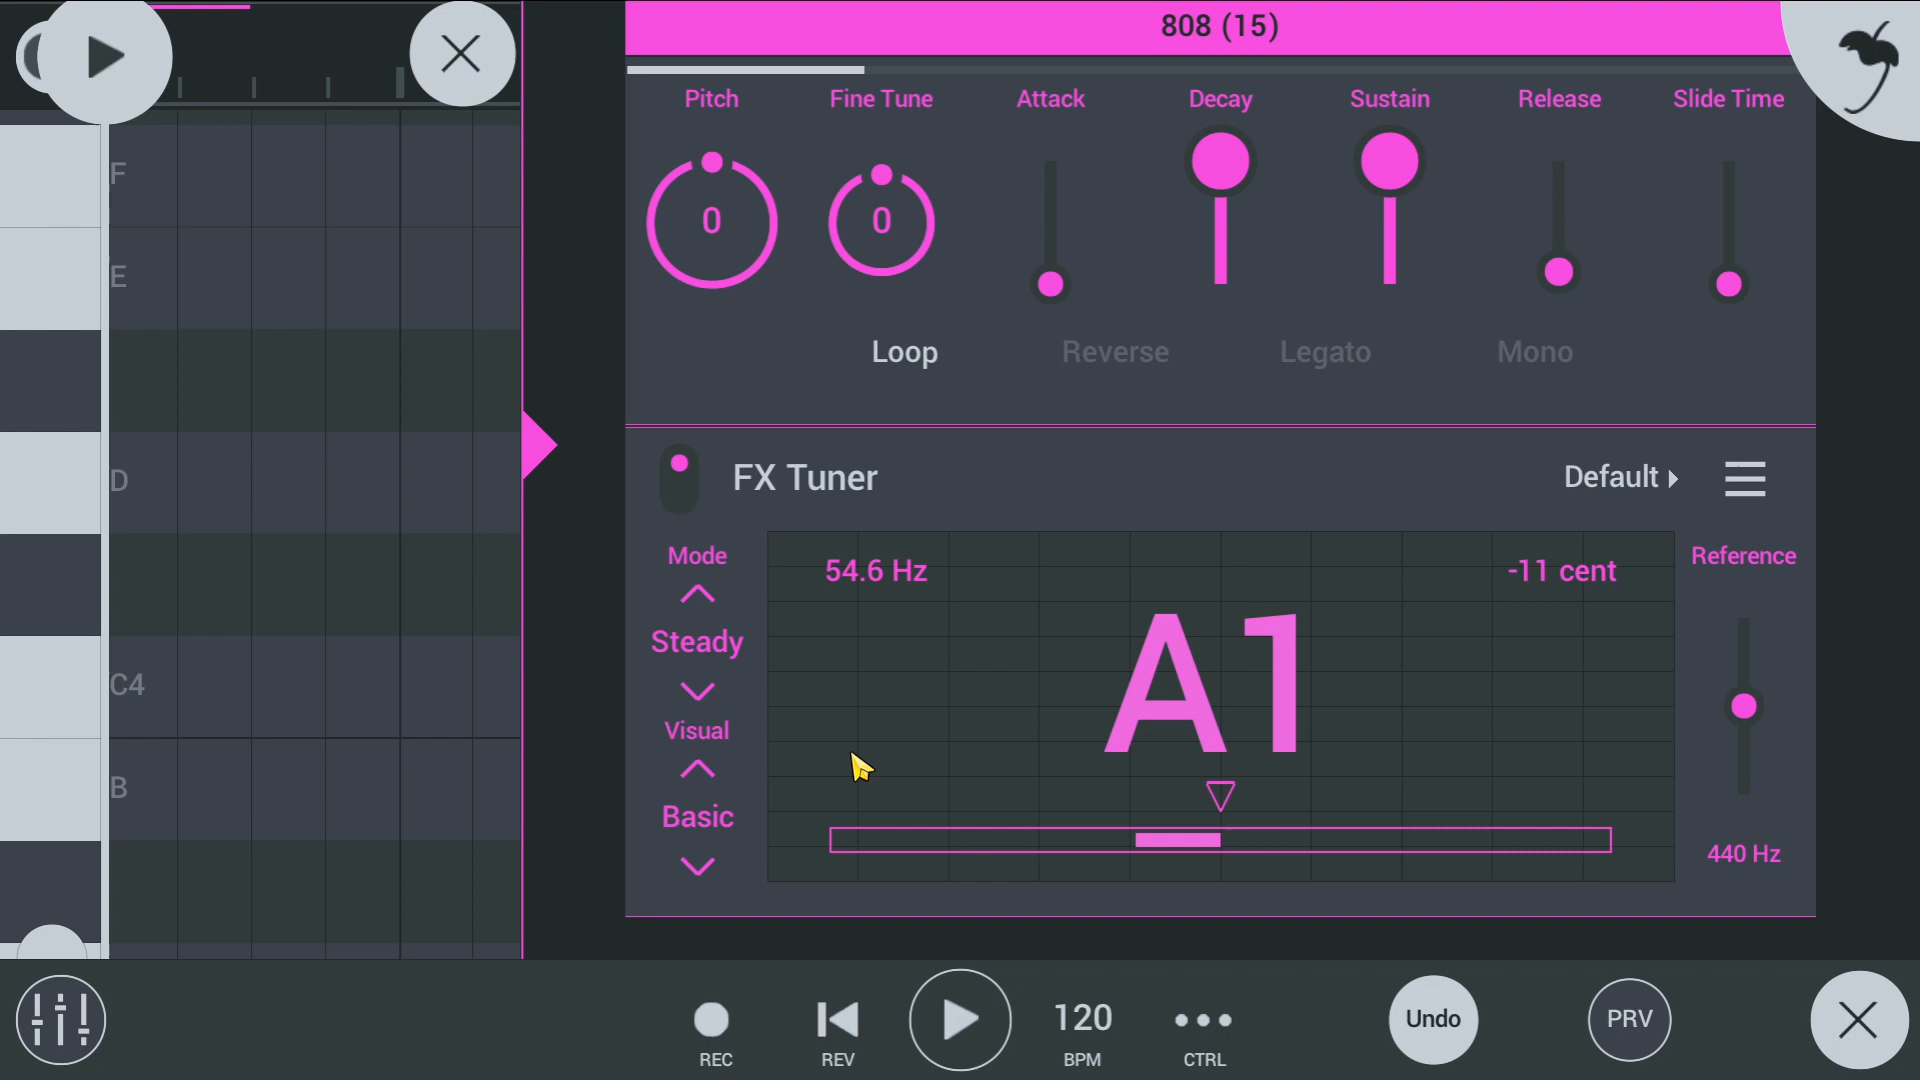 808 (15)
Pitch
Fine Tune
Attack
Decay
Sustain
Release
Slide Time
0
0
Loop
Reverse
Legato
Mono
F
E
D
C4
B
FX Tuner
Default
Mode
Steady
Visual
Basic
54.6 Hz
-11 cent
A1
Reference
440 Hz
REC
REV
120
BPM
CTRL
Undo
PRV